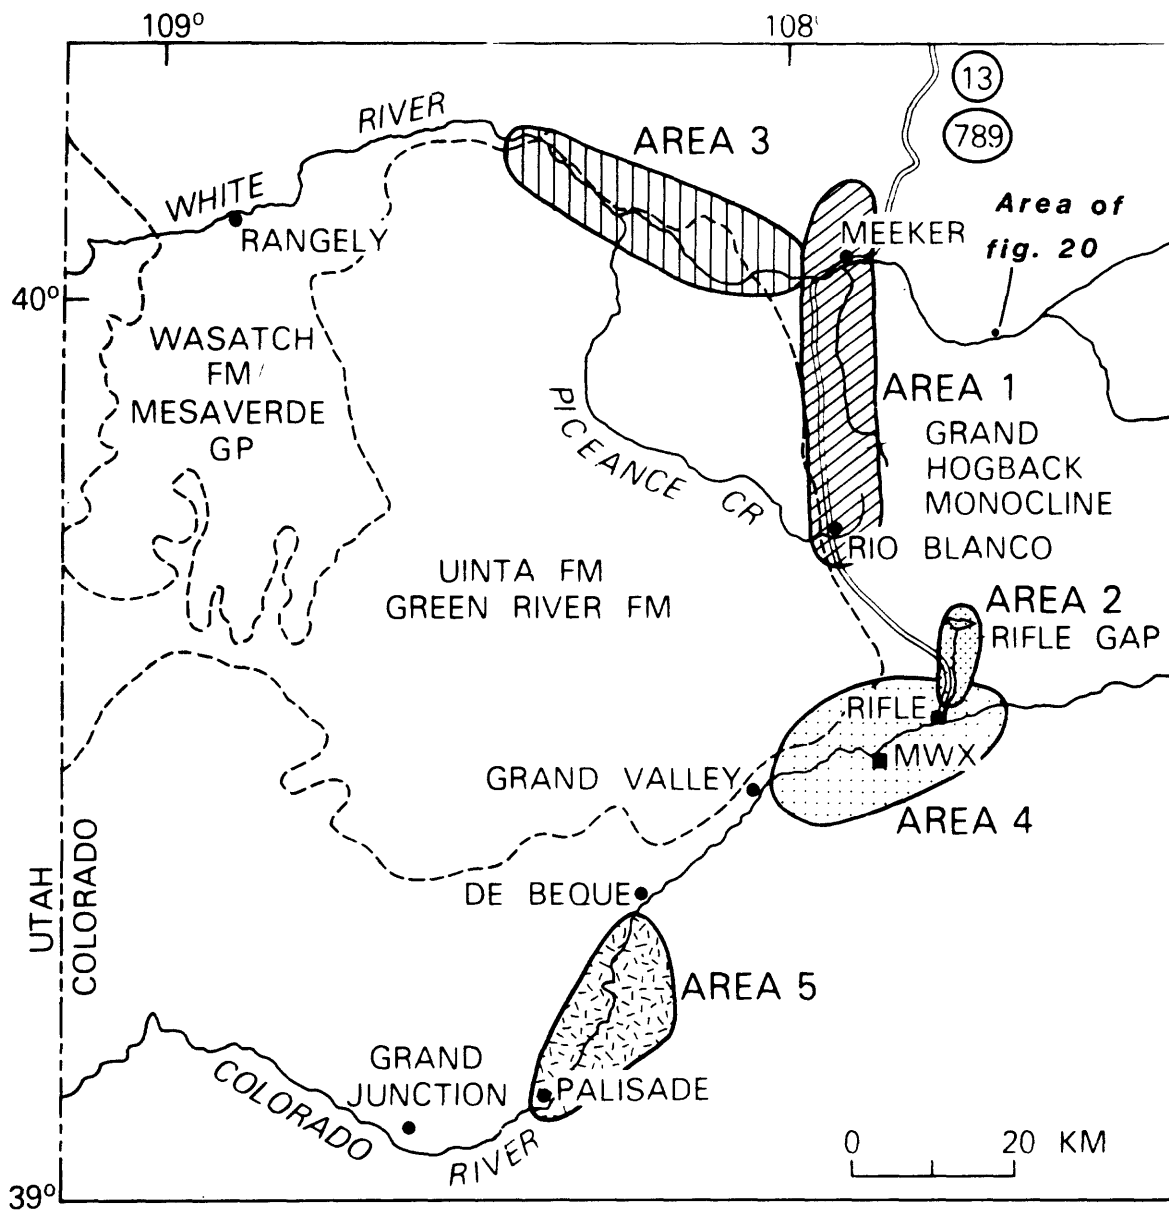 109°
108'
13
789
RIVER
AREA 3
WHITE
RANGELY
MEEKER
Area of
fig. 20
40°
WASATCH
FM
MESAVERDE
GP
AREA 1
GRAND
HOGBACK
MONOCLINE
PICEANCE CR
RIO BLANCO
UINTA FM
GREEN RIVER FM
AREA 2
RIFLE GAP
RIFLE
MWX
GRAND VALLEY
AREA 4
DE BEQUE
UTAH
COLORADO
AREA 5
GRAND
JUNCTION
PALISADE
COLORADO
RIVER
0 20 KM
39°